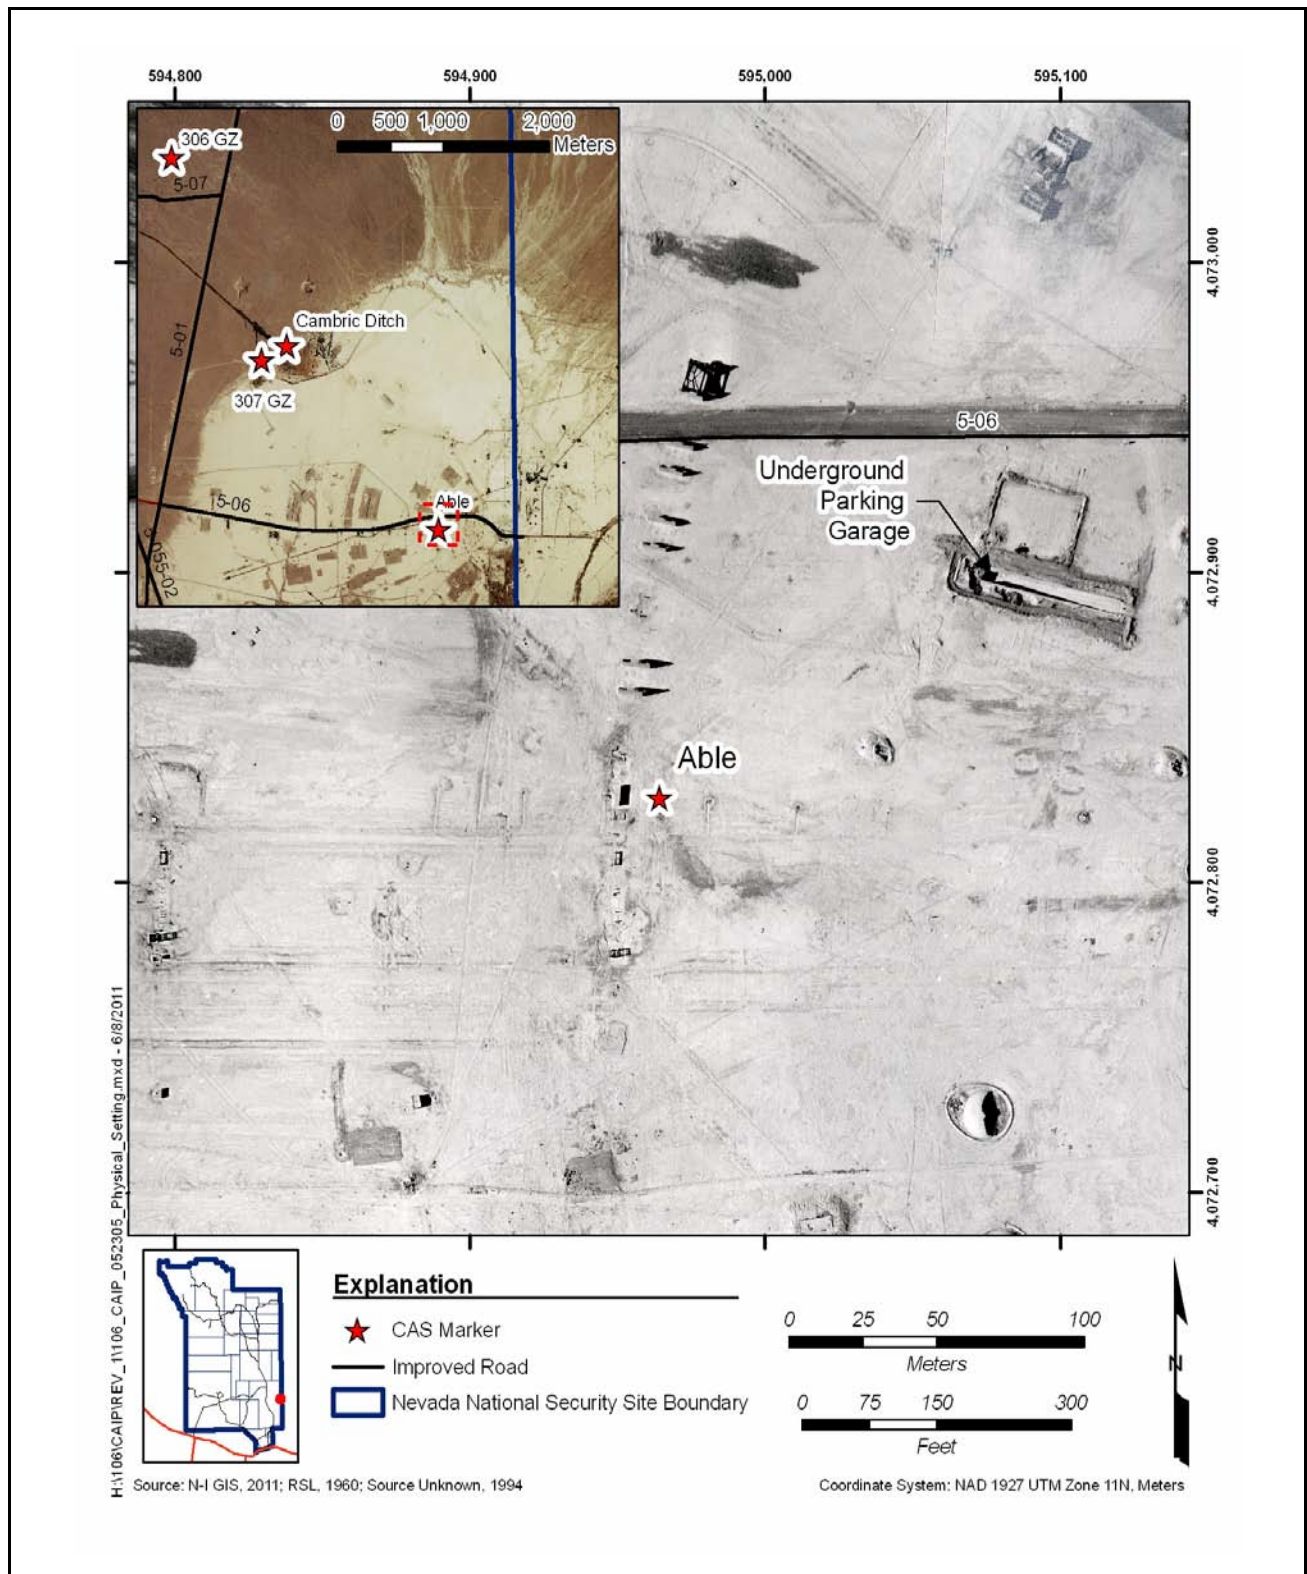 594,800
594,900
595,000
595,100
306 GZ
0 500 1,000 2,000
Meters
5-07
5-01
Cambric Ditch
307 GZ
5-06
Able
055-02
4,073,000
5-06
Underground
Parking
Garage
4,072,900
Able
4,072,800
4,072,700
H:\106\CAIP\REV_1\106_CAIP_052305_Physical_Setting.mxd - 6/8/2011
Explanation
CAS Marker
Improved Road
Nevada National Security Site Boundary
0 25 50 100
Meters
0 75 150 300
Feet
N
Source: N-I GIS, 2011; RSL, 1960; Source Unknown, 1994
Coordinate System: NAD 1927 UTM Zone 11N, Meters